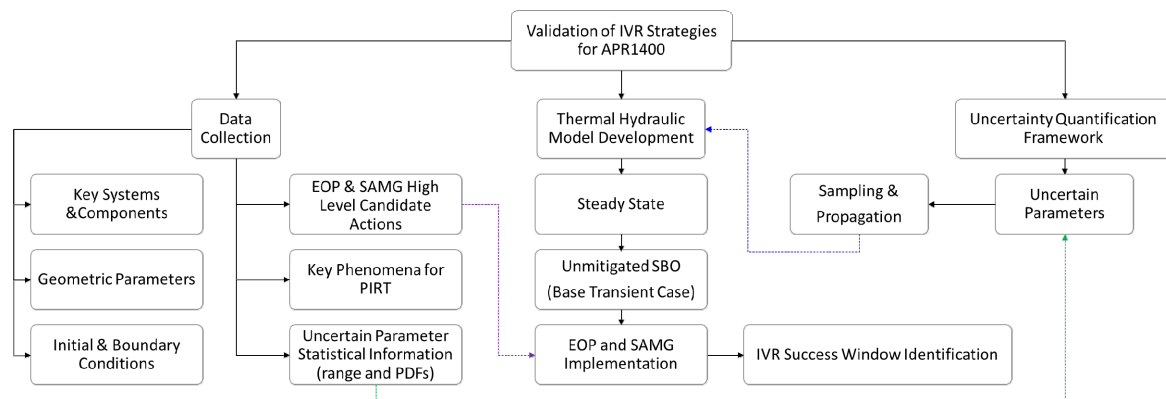 Validation of IVR Strategies
for APR1400
Data
Collection
Thermal Hydraulic
Model Development
Uncertainty Quantification
Framework
Key Systems
&Components
EOP & SAMG High
Level Candidate
Actions
Steady State
Sampling &
Propagation
Uncertain
Parameters
Geometric Parameters
Key Phenomena for
PIRT
Unmitigated SBO
(Base Transient Case)
Initial & Boundary
Conditions
Uncertain Parameter
Statistical Information
(range and PDFs)
EOP and SAMG
Implementation
IVR Success Window Identification